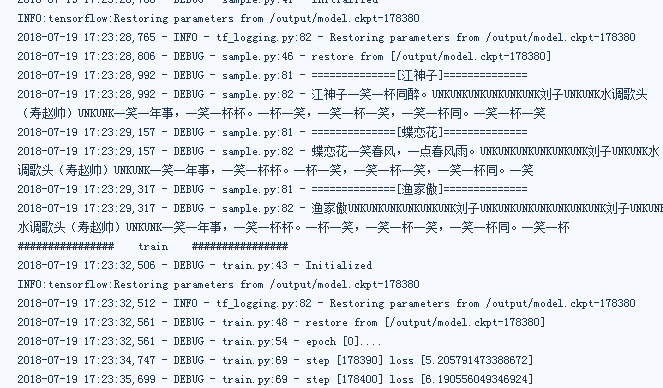 INFO:tensorflow:Restoring parameters from /output/model.ckpt-178380
2018-07-19 17:23:28,765 - INFO - tf_logging.py:82 - Restoring parameters from /output/model.ckpt-178380
2018-07-19 17:23:28,806 - DEBUG - sample.py:46 - restore from [/output/model.ckpt-178380]
2018-07-19 17:23:28,992 - DEBUG - sample.py:81 - ==============[江神子]==============
2018-07-19 17:23:28,992 - DEBUG - sample.py:82 - 江神子一笑一杯同醉。UNKUNKUNKUNKUNKUNK刘子UNKUNK水调歌头
（寿赵帅）UNKUNK一笑一年事，一笑一杯杯。一杯一笑，一笑一杯一笑，一笑一杯同。一笑一杯一笑
2018-07-19 17:23:29,157 - DEBUG - sample.py:81 - ==============[蝶恋花]==============
2018-07-19 17:23:29,157 - DEBUG - sample.py:82 - 蝶恋花一笑春风，一点春风雨。UNKUNKUNKUNKUNKUNK刘子UNKUNK水
调歌头（寿赵帅）UNKUNK一笑一年事，一笑一杯杯。一杯一笑，一笑一杯一笑，一笑一杯同。一笑
2018-07-19 17:23:29,317 - DEBUG - sample.py:81 - ==============[渔家傲]==============
2018-07-19 17:23:29,317 - DEBUG - sample.py:82 - 渔家傲UNKUNKUNKUNKUNKUNK刘子UNKUNKUNKUNKUNKUNKUNK刘子UNKUNK
水调歌头（寿赵帅）UNKUNK一笑一年事，一笑一杯杯。一杯一笑，一笑一杯一笑，一笑一杯同。一笑一杯
################ train ################
2018-07-19 17:23:32,506 - DEBUG - train.py:43 - Initialized
INFO:tensorflow:Restoring parameters from /output/model.ckpt-178380
2018-07-19 17:23:32,512 - INFO - tf_logging.py:82 - Restoring parameters from /output/model.ckpt-178380
2018-07-19 17:23:32,561 - DEBUG - train.py:48 - restore from [/output/model.ckpt-178380]
2018-07-19 17:23:32,561 - DEBUG - train.py:54 - epoch [0]....
2018-07-19 17:23:34,747 - DEBUG - train.py:69 - step [178390] loss [5.205791473388672]
2018-07-19 17:23:35,699 - DEBUG - train.py:69 - step [178400] loss [6.190556049346924]